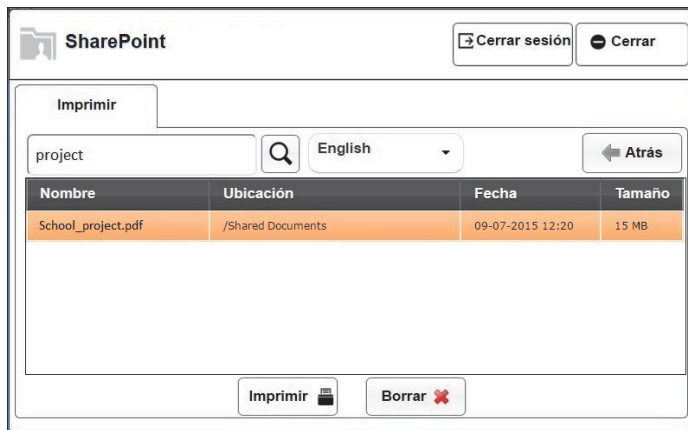 SharePoint
Cerrar sesión
Cerrar
Imprimir
project
English
Atrás
Nombre Ubicación Fecha Tamaño
School_project.pdf /Shared Documents 09-07-2015 12:20 15 MB
Imprimir
Borrar